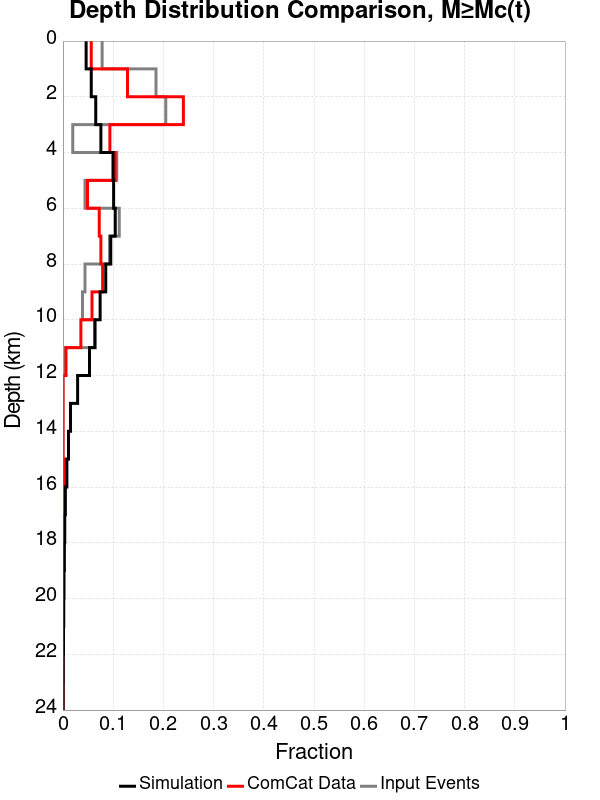 Depth Distribution Comparison, M≥Mc(t)
0
2
4
6
8
10
12
14
16
18
20
22
24
Depth (km)
0 0.1 0.2 0.3 0.4 0.5 0.6 0.7 0.8 0.9 1
Fraction
Simulation ComCat Data Input Events